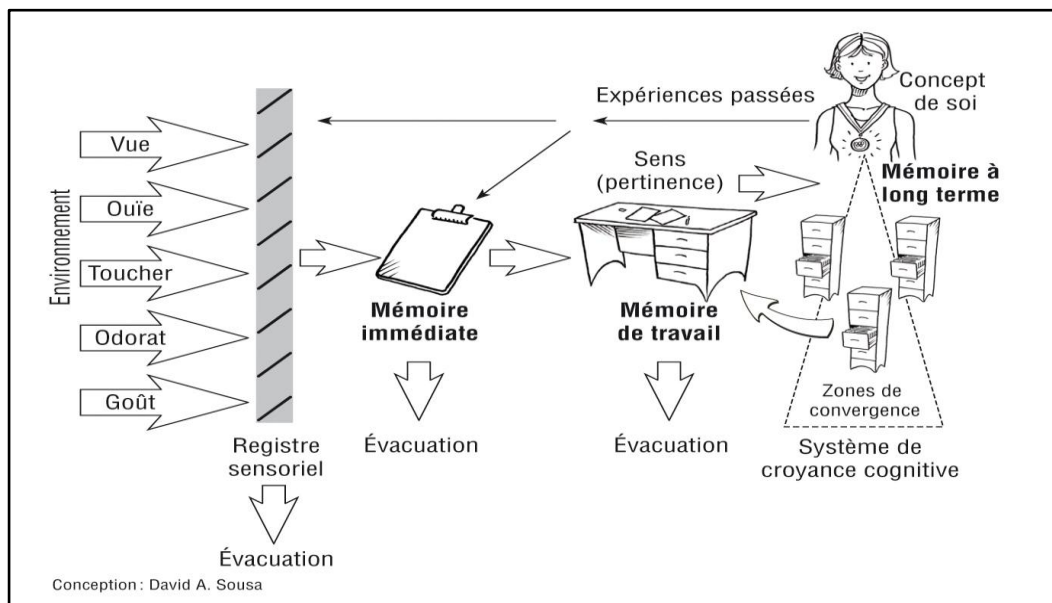 Environnement
Vue
Ouïe
Toucher
Odorat
Goût
Registre
sensoriel
Évacuation
Mémoire
immédiate
Évacuation
Expériences passées
Sens
(pertinence)
Mémoire
de travail
Évacuation
Concept
de soi
Mémoire à
long terme
Zones de
convergence
Système de
croyance cognitive
Conception : David A. Sousa